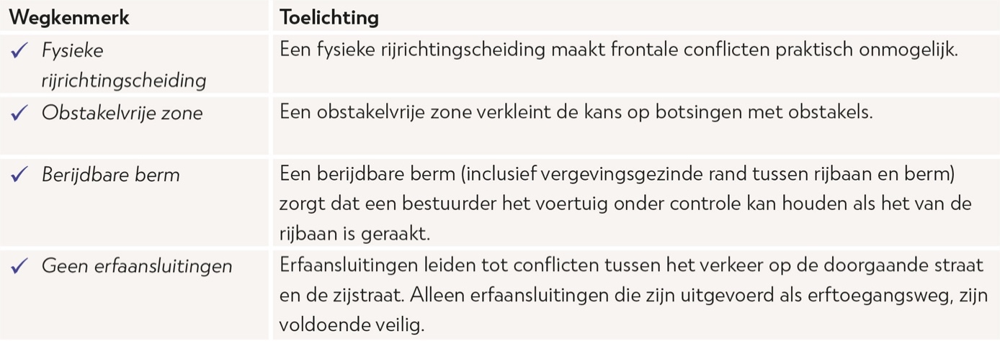 Wegkenmerk Toelichting
✓ Fysieke Een fysieke rijrichtingscheiding maakt frontale conflicten praktisch onmogelijk.
rijrichtingscheiding
✓ Obstakelvrije zone Een obstakelvrije zone verkleint de kans op botsingen met obstakels.
✓ Berijdbare berm Een berijdbare berm (inclusief vergevingsgezinde rand tussen rijbaan en berm)
zorgt dat een bestuurder het voertuig onder controle kan houden als het van de
rijbaan is geraakt.
✓ Geen erfaansluitingen Erfaansluitingen leiden tot conflicten tussen het verkeer op de doorgaande straat
en de zijstraat. Alleen erfaansluitingen die zijn uitgevoerd als erftoegangsweg, zijn
voldoende veilig.